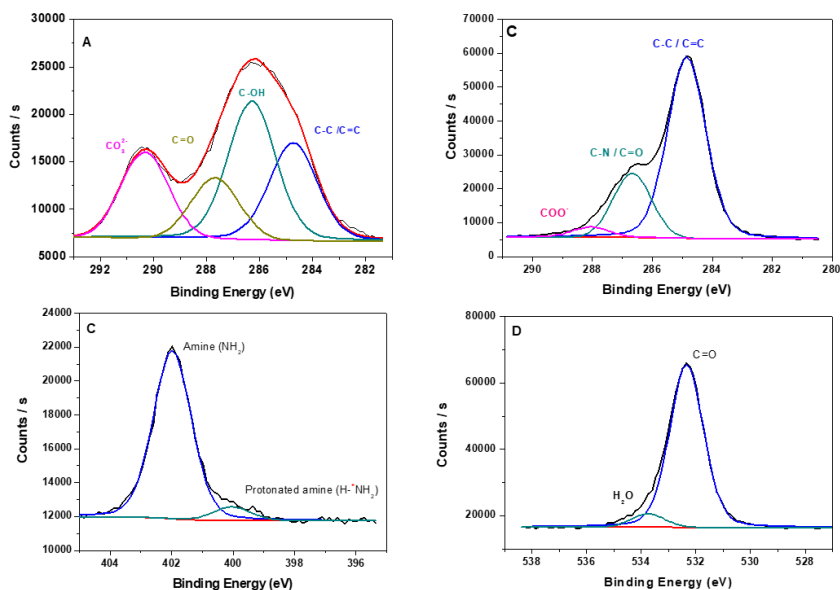 A
CO₃²⁻
C=O
C-OH
C-C /C=C
Counts / s
30000
25000
20000
15000
10000
5000
292
290
288
286
284
282
Binding Energy (eV)
C
C-C / C=C
C-N / C=O
COO⁻
Counts / s
70000
60000
50000
40000
30000
20000
10000
0
290
288
286
284
282
280
Binding Energy (eV)
C
Amine (NH₂)
Protonated amine (H-⁺NH₂)
Counts / s
24000
22000
20000
18000
16000
14000
12000
10000
404
402
400
398
396
Binding Energy (eV)
D
C=O
H₂O
Counts / s
80000
60000
40000
20000
538
536
534
532
530
528
Binding Energy (eV)